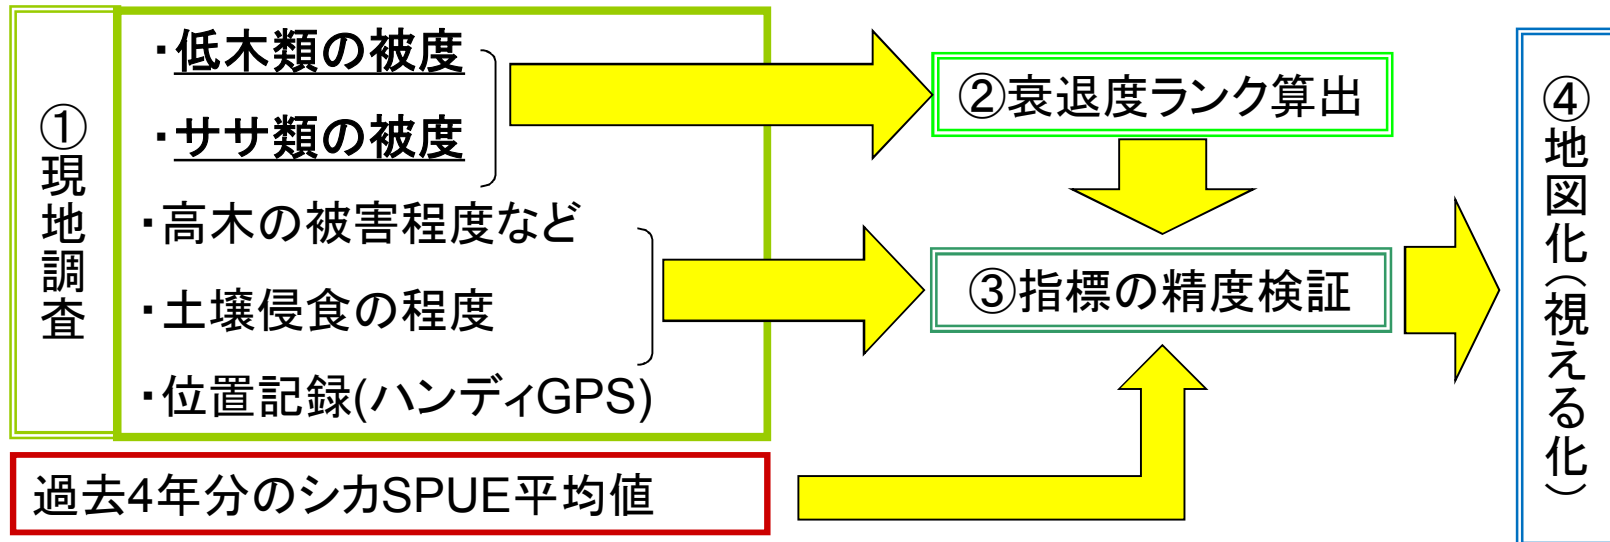 ①現地調査
・低木類の被度
・ササ類の被度
・高木の被害程度など
・土壌侵食の程度
・位置記録(ハンディGPS)
過去4年分のシカSPUE平均値
②衰退度ランク算出
③指標の精度検証
④地図化(視える化)